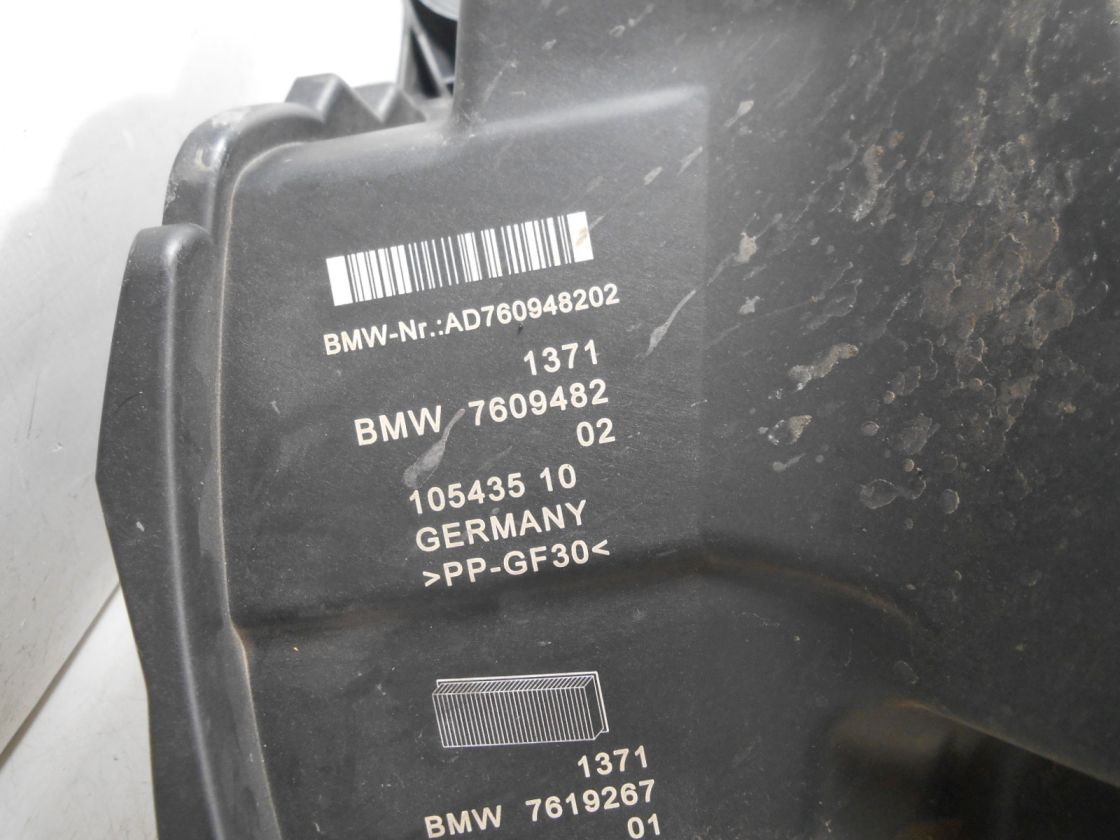 BMW-Nr.:AD760948202
1371
BMW 7609482
02
105435 10
GERMANY
>PP-GF30<
1371
BMW 7619267
01